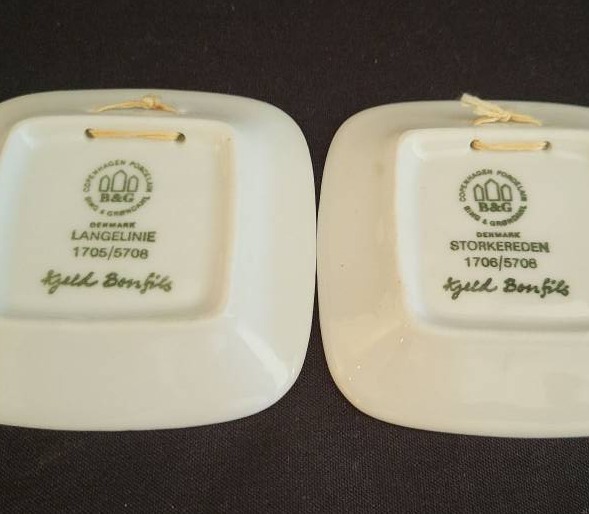 COPENHAGEN PORCELAIN
B&G
BING & GRØNDAHL
DENMARK
LANGELINIE
1705/5708
Kjeld Bonfils
COPENHAGEN PORCELAIN
B&G
BING & GRØNDAHL
DENMARK
STORKEREDEN
1706/5708
Kjeld Bonfils